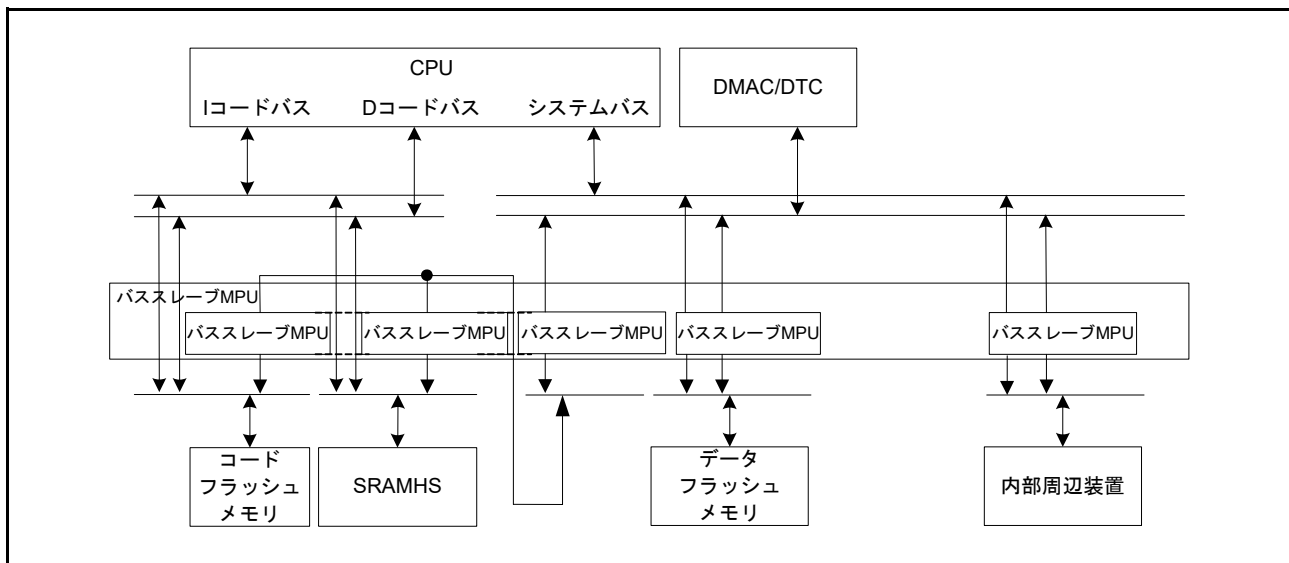 CPU
Iコードバス Dコードバス システムバス
DMAC/DTC
バススレーブMPU
バススレーブMPU バススレーブMPU バススレーブMPU バススレーブMPU バススレーブMPU
コード
フラッシュ
メモリ
SRAMHS
データ
フラッシュ
メモリ
内部周辺装置